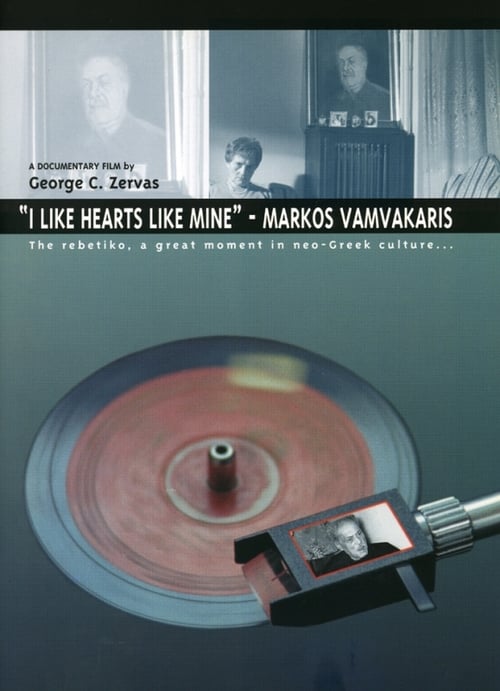 A DOCUMENTARY FILM by
George C. Zervas
"I LIKE HEARTS LIKE MINE" - MARKOS VAMVAKARIS
The rebetiko, a great moment in neo-Greek culture...